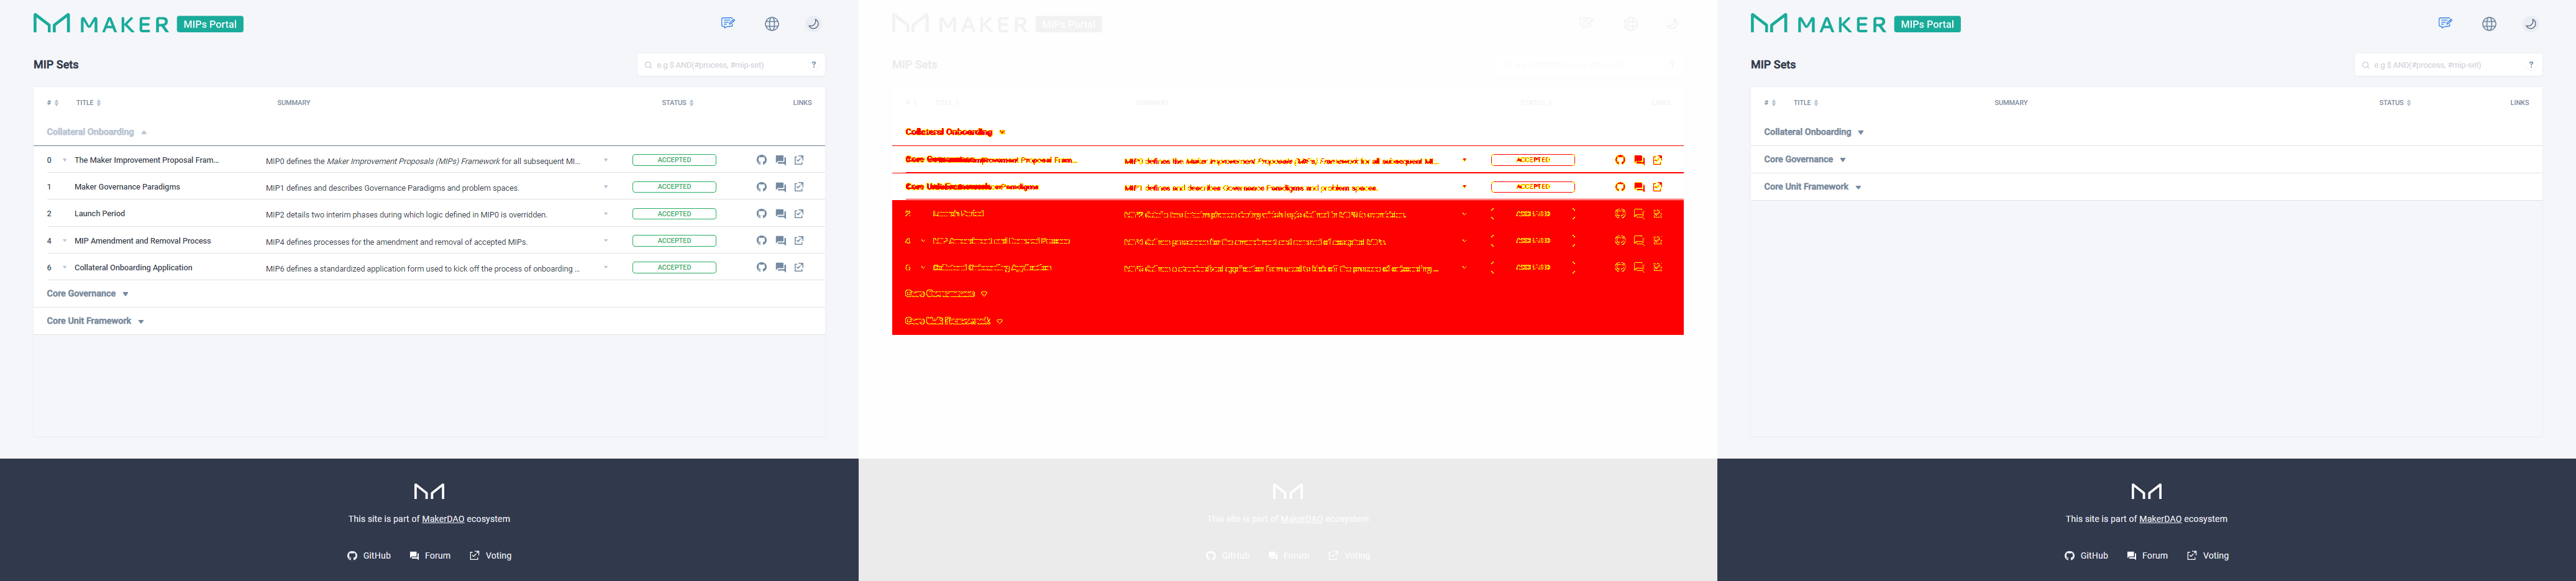 MAKER MIPs Portal
MIP Sets
e.g $ AND(#process, #mip-set) ?
# TITLE SUMMARY STATUS LINKS
Collateral Onboarding
0 The Maker Improvement Proposal Fram... MIP0 defines the Maker Improvement Proposals (MIPs) Framework for all subsequent MI... ACCEPTED
1 Maker Governance Paradigms MIP1 defines and describes Governance Paradigms and problem spaces. ACCEPTED
2 Launch Period MIP2 details two interim phases during which logic defined in MIP0 is overridden. ACCEPTED
4 MIP Amendment and Removal Process MIP4 defines processes for the amendment and removal of accepted MIPs. ACCEPTED
6 Collateral Onboarding Application MIP6 defines a standardized application form used to kick off the process of onboarding ... ACCEPTED
Core Governance
Core Unit Framework
This site is part of MakerDAO ecosystem
GitHub Forum Voting
MAKER MIPs Portal
MIP Sets
# TITLE SUMMARY STATUS LINKS
Collateral Onboarding
This site is part of MakerDAO ecosystem
GitHub Forum Voting
MAKER MIPs Portal
MIP Sets
e.g $ AND(#process, #mip-set) ?
# TITLE SUMMARY STATUS LINKS
Collateral Onboarding
Core Governance
Core Unit Framework
This site is part of MakerDAO ecosystem
GitHub Forum Voting